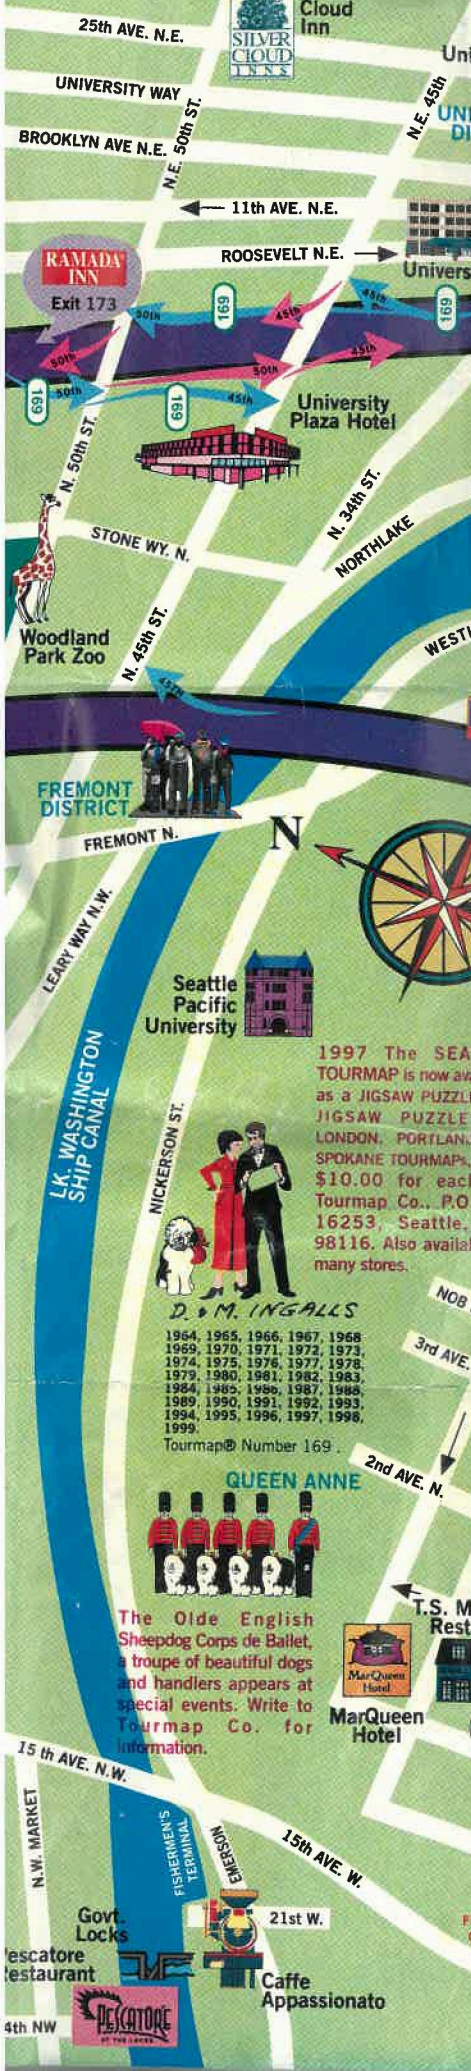 25th AVE. N.E.
Cloud
Inn
SILVER
CLOUD
INNS
UNIVERSITY WAY
N.E. 50th ST.
N.E. 45th
BROOKLYN AVE N.E.
11th AVE. N.E.
ROOSEVELT N.E.
RAMADA
INN
Exit 173
169
50th
45th
45th
169
50th
50th
45th
169
50th
169
45th
University
Plaza Hotel
N. 50th ST.
N. 34th ST.
STONE WY. N.
NORTHLAKE
Woodland
Park Zoo
N. 45th ST.
45TH
FREMONT
DISTRICT
FREMONT N.
N
LEARY WAY N.W.
Seattle
Pacific
University
1997 The SEA
TOURMAP is now av
as a JIGSAW PUZZL
JIGSAW PUZZLE
LONDON, PORTLAN
SPOKANE TOURMAPs.
$10.00 for eac
Tourmap Co., P.O
16253, Seattle,
98116. Also availa
many stores.
LK. WASHINGTON
SHIP CANAL
NICKERSON ST.
D. & M. INGALLS
1964, 1965, 1966, 1967, 1968
1969, 1970, 1971, 1972, 1973,
1974, 1975, 1976, 1977, 1978,
1979, 1980, 1981, 1982, 1983,
1984, 1985, 1986, 1987, 1988,
1989, 1990, 1991, 1992, 1993,
1994, 1995, 1996, 1997, 1998,
1999.
Tourmap® Number 169 .
NOB
3rd AVE.
2nd AVE. N.
QUEEN ANNE
The Olde English
Sheepdog Corps de Ballet,
a troupe of beautiful dogs
and handlers appears at
special events. Write to
Tourmap Co. for
information.
T.S. M
Rest
MarQueen
Hotel
MarQueen
Hotel
15 th AVE. N.W.
N.W. MARKET
FISHERMEN'S
TERMINAL
EMERSON
15th AVE. W.
21st W.
Govt.
Locks
escatore
estaurant
Caffe
Appassionato
4th NW
PESCATORE
AT THE LOCKS